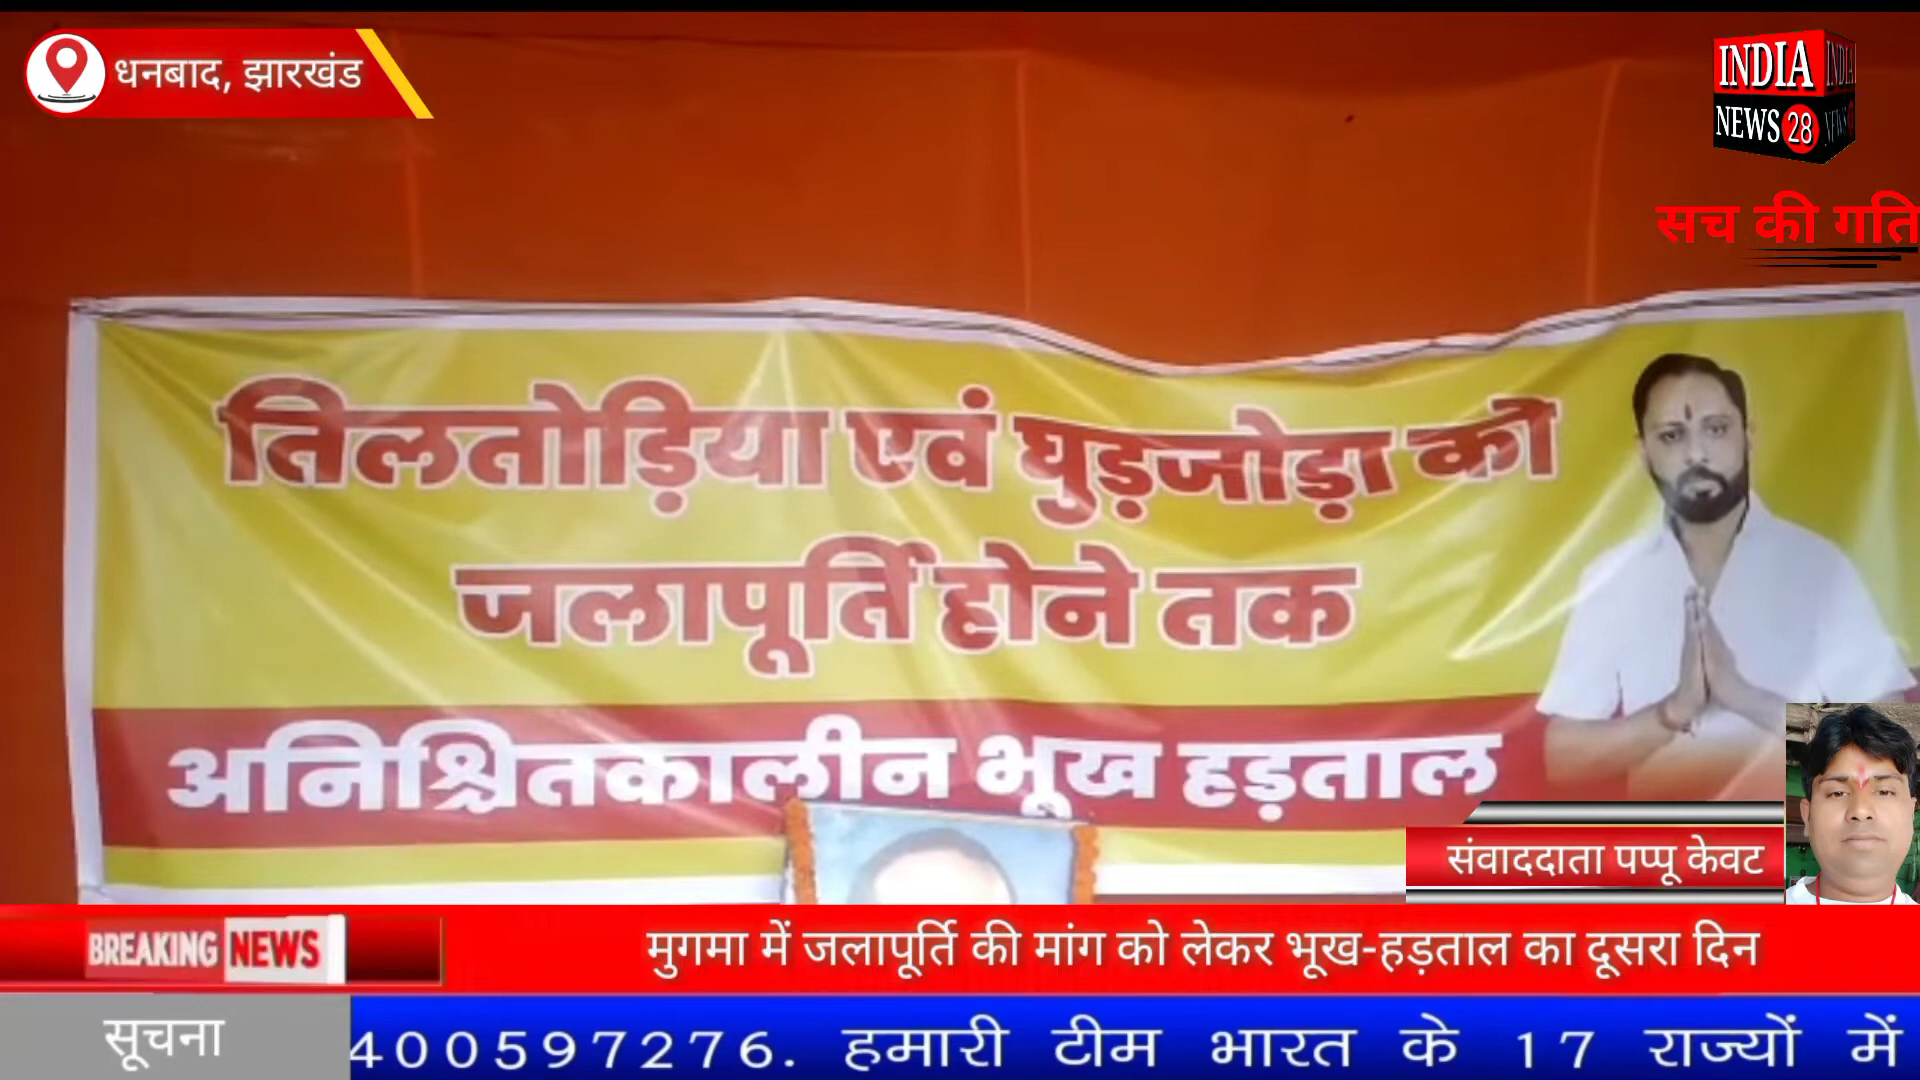 धनबाद, झारखंड
INDIA
NEWS 28
सच की गति
तिलतोड़िया एवं घुड़जोड़ा को
जलापूर्ति होने तक
अनिश्चितकालीन भूख हड़ताल
संवाददाता पप्पू केवट
BREAKING NEWS
मुगमा में जलापूर्ति की मांग को लेकर भूख-हड़ताल का दूसरा दिन
सूचना
400597276. हमारी टीम भारत के 17 राज्यों में